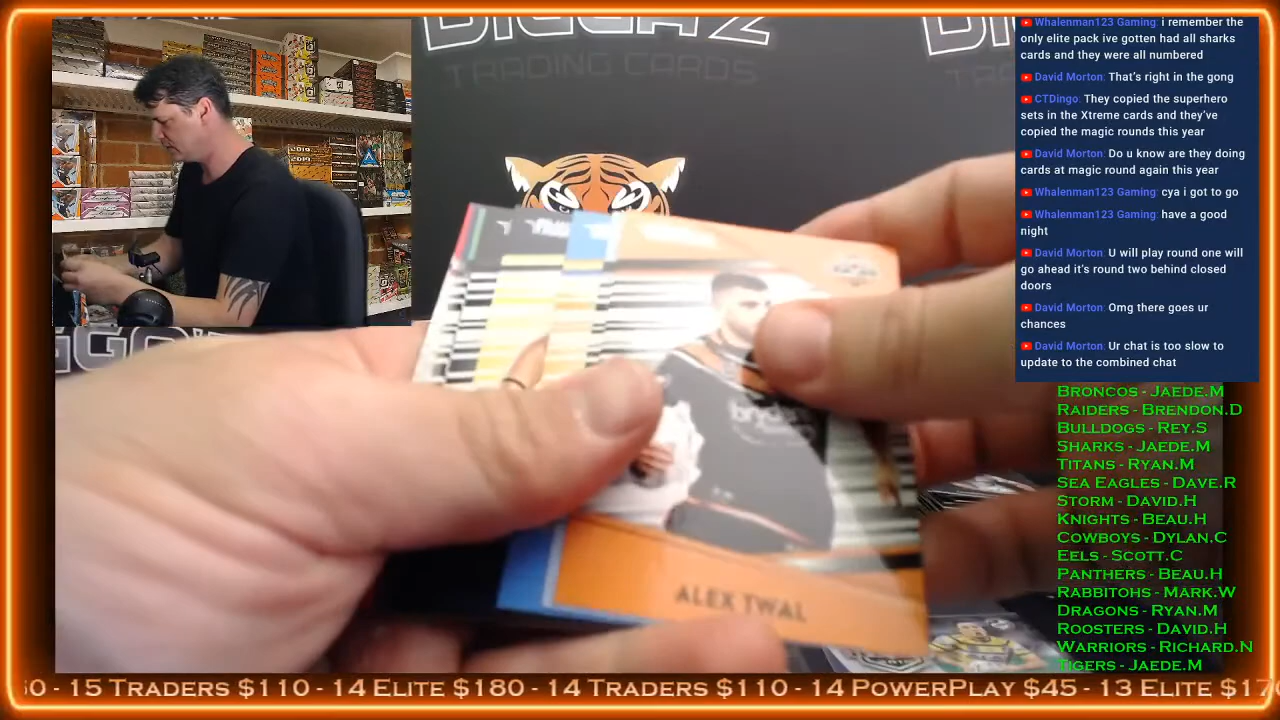 DIGGAZ
TRADING CARDS
Whalenman123 Gaming: i remember the
only elite pack ive gotten had all sharks
cards and they were all numbered
David Morton: That's right in the gong
CTDingo: They copied the superhero
sets in the Xtreme cards and they've
copied the magic rounds this year
David Morton: Do u know are they doing
cards at magic round again this year
Whalenman123 Gaming: cya i got to go
Whalenman123 Gaming: have a good
night
David Morton: U will play round one will
go ahead it's round two behind closed
doors
David Morton: Omg there goes ur
chances
David Morton: Ur chat is too slow to
update to the combined chat
Broncos - Jaede.M
Raiders - Brendon.D
Bulldogs - Rey.S
Sharks - Jaede.M
Titans - Ryan.M
Sea Eagles - Dave.R
Storm - David.H
Knights - Beau.H
Cowboys - Dylan.C
Eels - Scott.C
Panthers - Beau.H
Rabbitohs - Mark.W
Dragons - Ryan.M
Roosters - David.H
Warriors - Richard.N
Tigers - Jaede.M
ALEX TWAL
- 15 Traders $110 - 14 Elite $180 - 14 Traders $110 - 14 PowerPlay $45 - 13 Elite